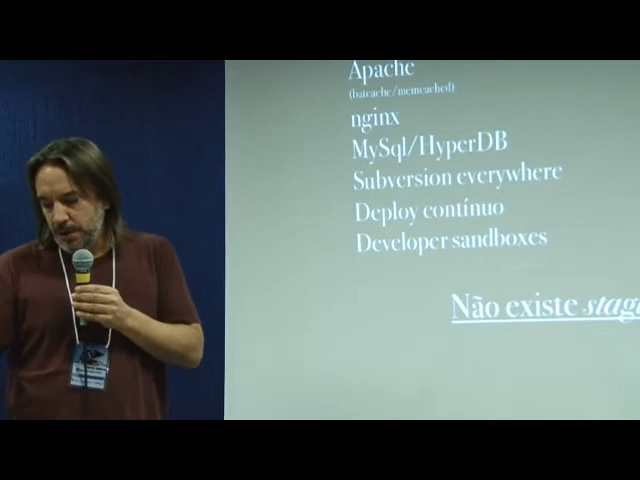 Apache
(batcache/memcached)
nginx
MySql/HyperDB
Subversion everywhere
Deploy contínuo
Developer sandboxes
Não existe